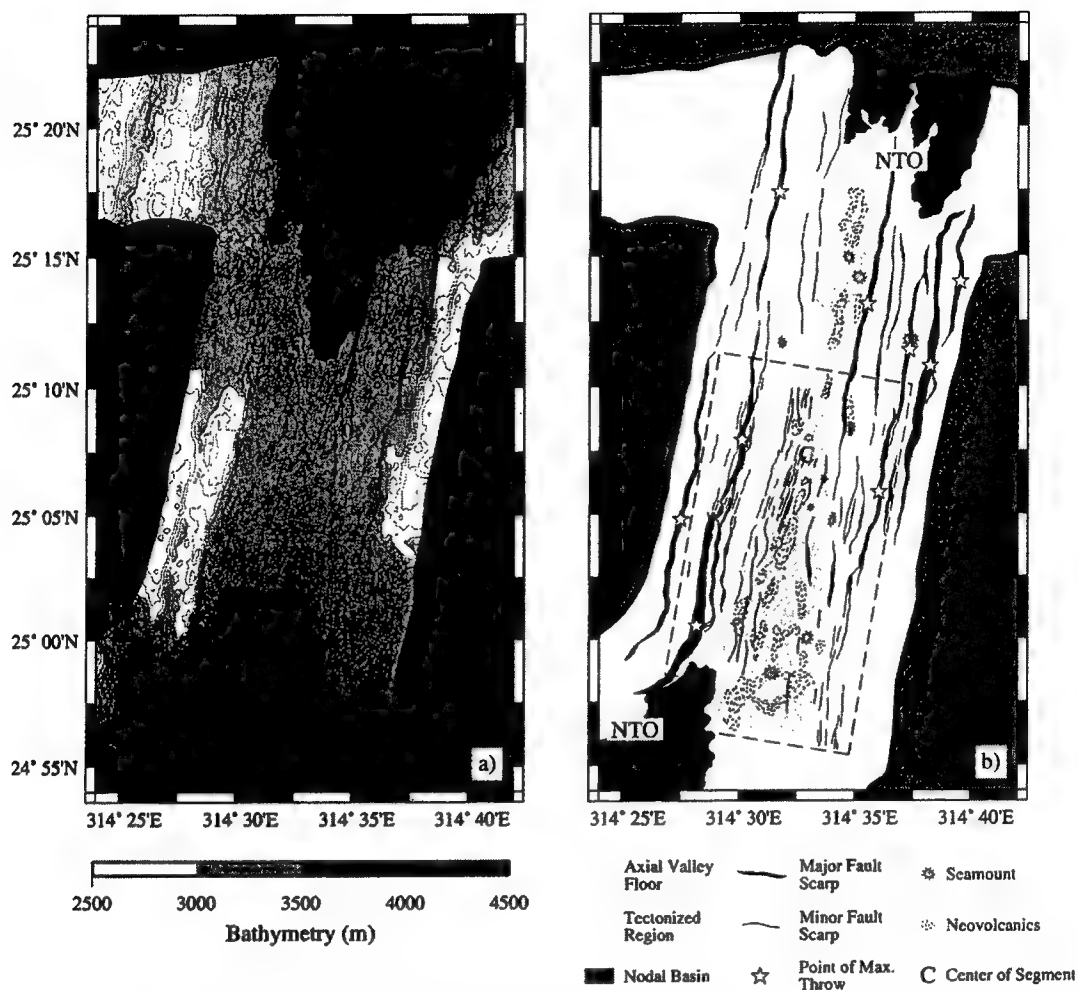 25° 20'N
25° 15'N
25° 10'N
25° 05'N
25° 00'N
24° 55'N
a)
314° 25'E 314° 30'E 314° 35'E 314° 40'E
2500 3000 3500 4000 4500
Bathymetry (m)
NTO
C
NTO
b)
314° 25'E 314° 30'E 314° 35'E 314° 40'E
Axial Valley
Floor
Major Fault
Scarp
Seamount
Tectonized
Region
Minor Fault
Scarp
Neovolcanics
Nodal Basin
Point of Max.
Throw
C Center of Segment